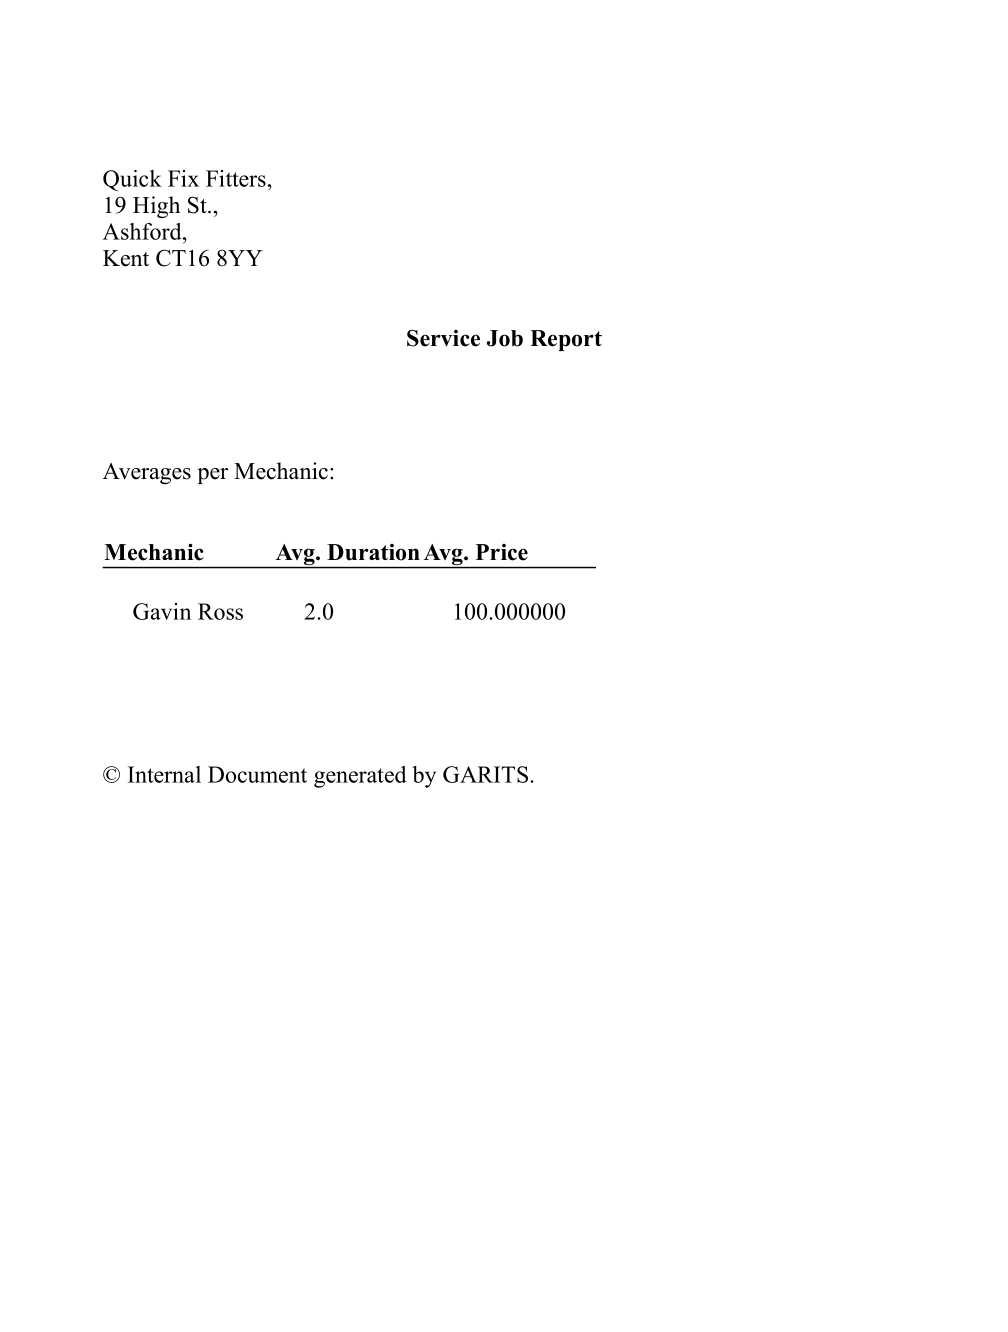 Quick Fix Fitters,
19 High St.,
Ashford,
Kent CT16 8YY
Service Job Report
Averages per Mechanic:
Mechanic Avg. Duration Avg. Price
Gavin Ross 2.0 100.000000
© Internal Document generated by GARITS.